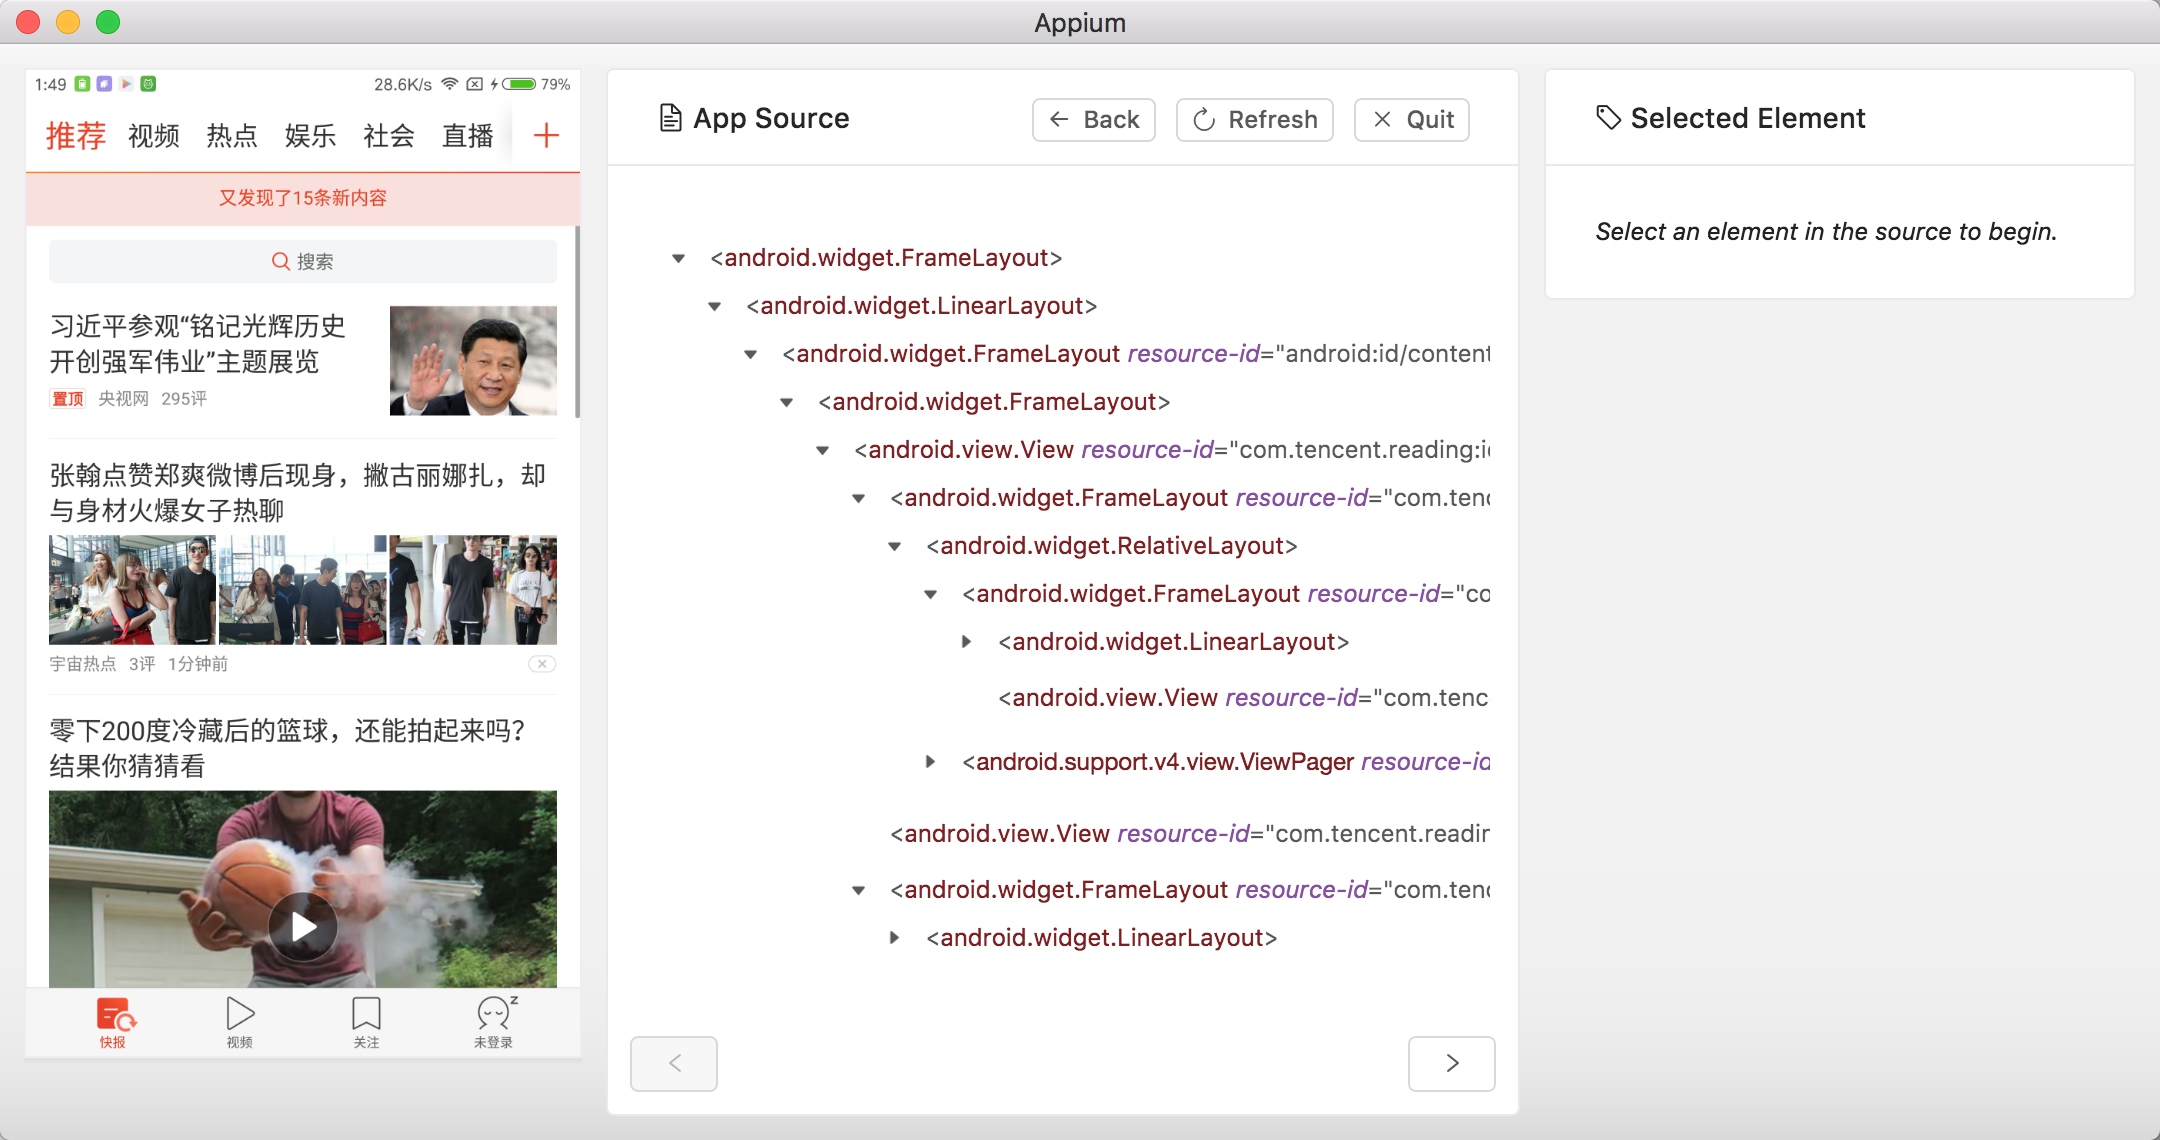 Appium
1:49
28.6K/s 79%
推荐 视频 热点 娱乐 社会 直播 +
又发现了15条新内容
搜索
习近平参观“铭记光辉历史
开创强军伟业”主题展览
置顶 央视网 295评
张翰点赞郑爽微博后现身，撇古丽娜扎，却
与身材火爆女子热聊
宇宙热点 3评 1分钟前
零下200度冷藏后的篮球，还能拍起来吗？
结果你猜猜看
快报 视频 关注 未登录
App Source
Back Refresh Quit
<android.widget.FrameLayout>
<android.widget.LinearLayout>
<android.widget.FrameLayout resource-id="android:id/content
<android.widget.FrameLayout>
<android.view.View resource-id="com.tencent.reading:id
<android.widget.FrameLayout resource-id="com.tenc
<android.widget.RelativeLayout>
<android.widget.FrameLayout resource-id="co
<android.widget.LinearLayout>
<android.view.View resource-id="com.tenc
<android.support.v4.view.ViewPager resource-id
<android.view.View resource-id="com.tencent.readin
<android.widget.FrameLayout resource-id="com.tenc
<android.widget.LinearLayout>
Selected Element
Select an element in the source to begin.